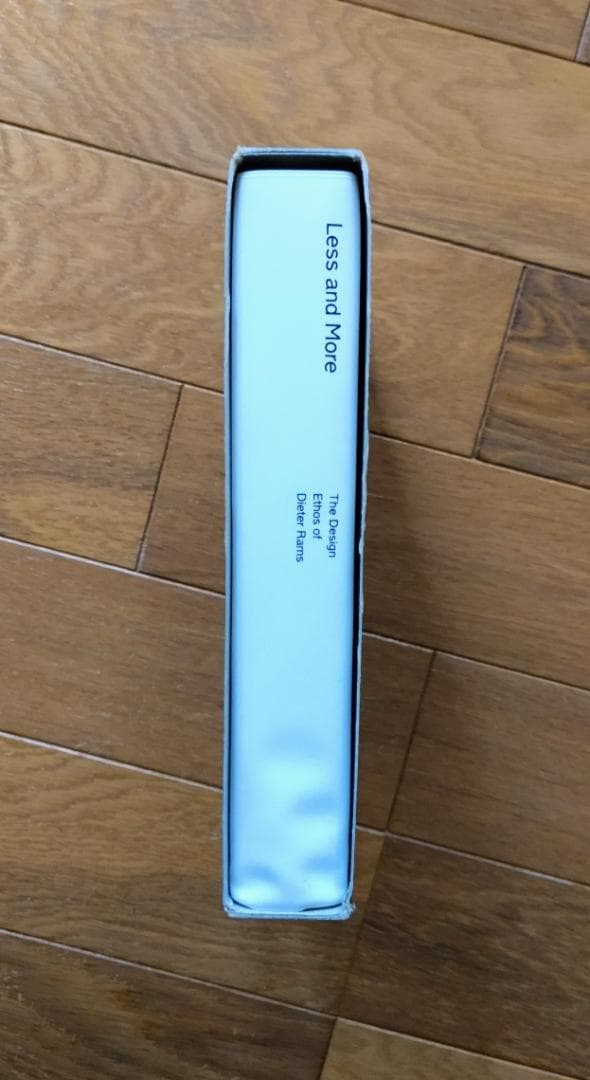 Less and More
The Design
Ethos of
Dieter Rams